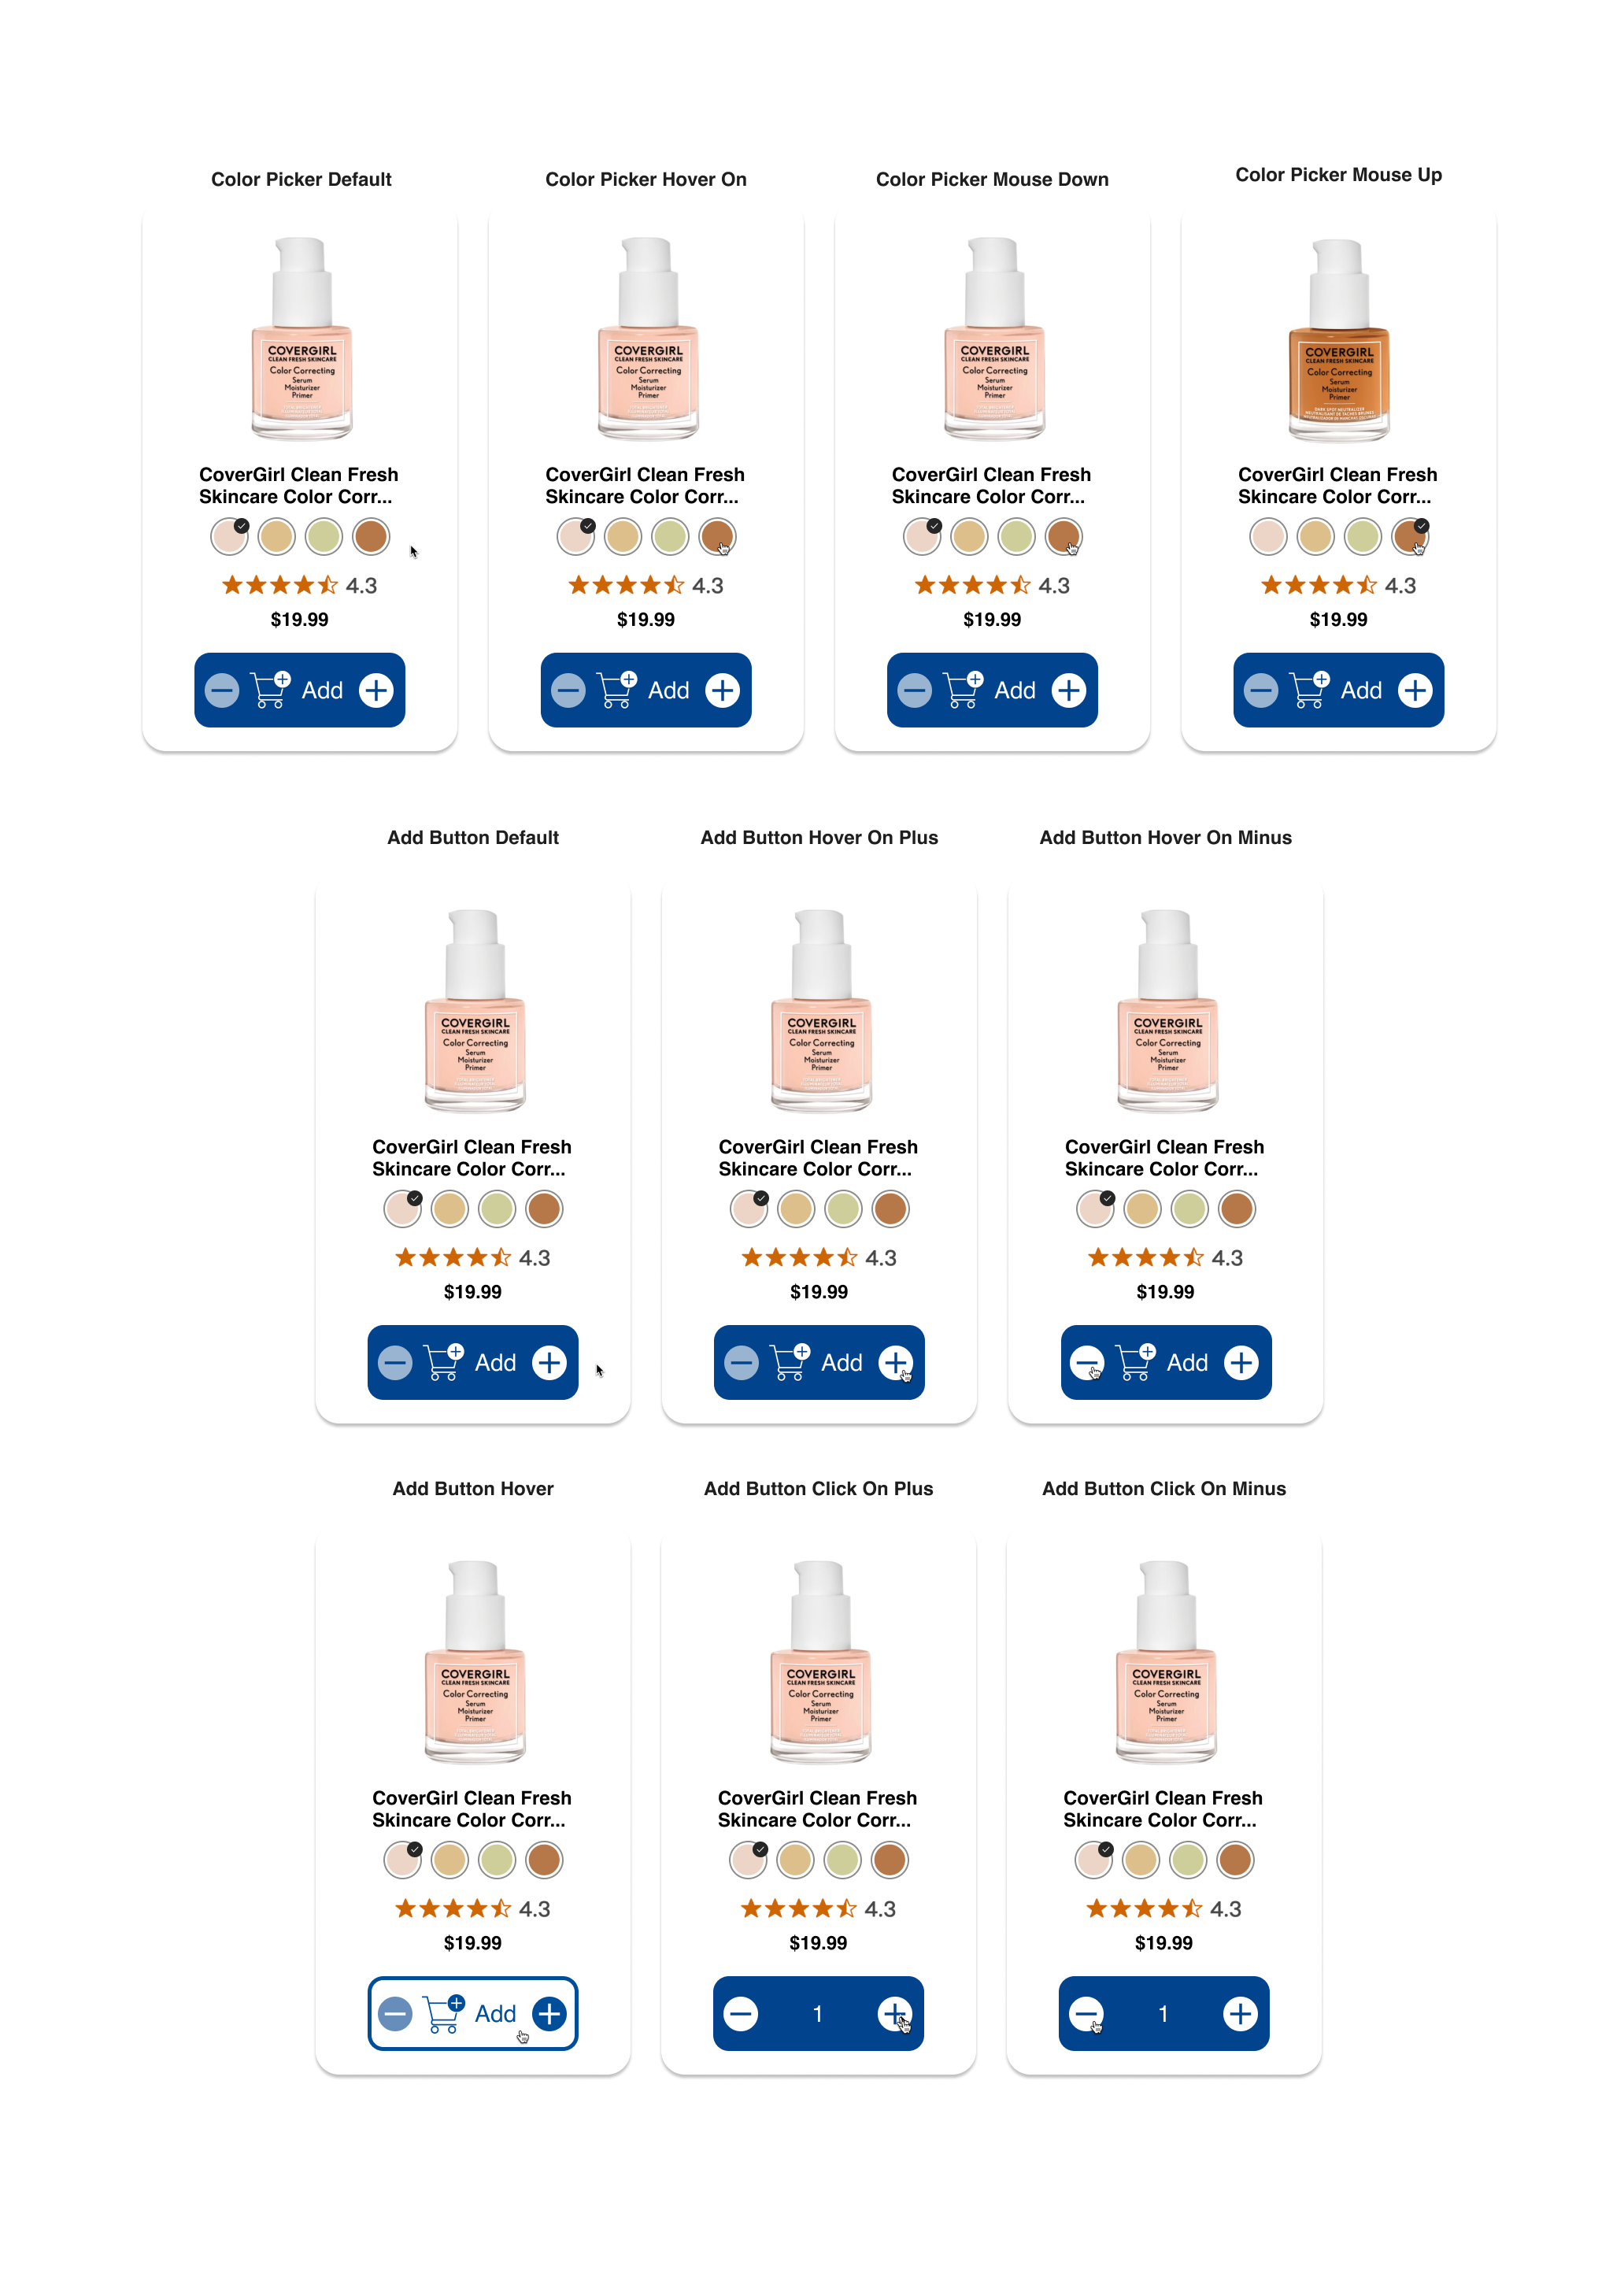 Color Picker Default
Color Picker Hover On
Color Picker Mouse Down
Color Picker Mouse Up
COVERGIRL
CLEAN FRESH SKINCARE
Color Correcting
Serum
Moisturizer
Primer
COVERGIRL
CLEAN FRESH SKINCARE
Color Correcting
Serum
Moisturizer
Primer
COVERGIRL
CLEAN FRESH SKINCARE
Color Correcting
Serum
Moisturizer
Primer
COVERGIRL
CLEAN FRESH SKINCARE
Color Correcting
Serum
Moisturizer
Primer
DARK SPOT NEUTRALIZER
CoverGirl Clean Fresh
Skincare Color Corr...
CoverGirl Clean Fresh
Skincare Color Corr...
CoverGirl Clean Fresh
Skincare Color Corr...
CoverGirl Clean Fresh
Skincare Color Corr...
4.3
4.3
4.3
4.3
$19.99
$19.99
$19.99
$19.99
Add
Add
Add
Add
Add Button Default
Add Button Hover On Plus
Add Button Hover On Minus
COVERGIRL
CLEAN FRESH SKINCARE
Color Correcting
Serum
Moisturizer
Primer
COVERGIRL
CLEAN FRESH SKINCARE
Color Correcting
Serum
Moisturizer
Primer
COVERGIRL
CLEAN FRESH SKINCARE
Color Correcting
Serum
Moisturizer
Primer
CoverGirl Clean Fresh
Skincare Color Corr...
CoverGirl Clean Fresh
Skincare Color Corr...
CoverGirl Clean Fresh
Skincare Color Corr...
4.3
4.3
4.3
$19.99
$19.99
$19.99
Add
Add
Add
Add Button Hover
Add Button Click On Plus
Add Button Click On Minus
COVERGIRL
CLEAN FRESH SKINCARE
Color Correcting
Serum
Moisturizer
Primer
COVERGIRL
CLEAN FRESH SKINCARE
Color Correcting
Serum
Moisturizer
Primer
COVERGIRL
CLEAN FRESH SKINCARE
Color Correcting
Serum
Moisturizer
Primer
CoverGirl Clean Fresh
Skincare Color Corr...
CoverGirl Clean Fresh
Skincare Color Corr...
CoverGirl Clean Fresh
Skincare Color Corr...
4.3
4.3
4.3
$19.99
$19.99
$19.99
Add
1
1